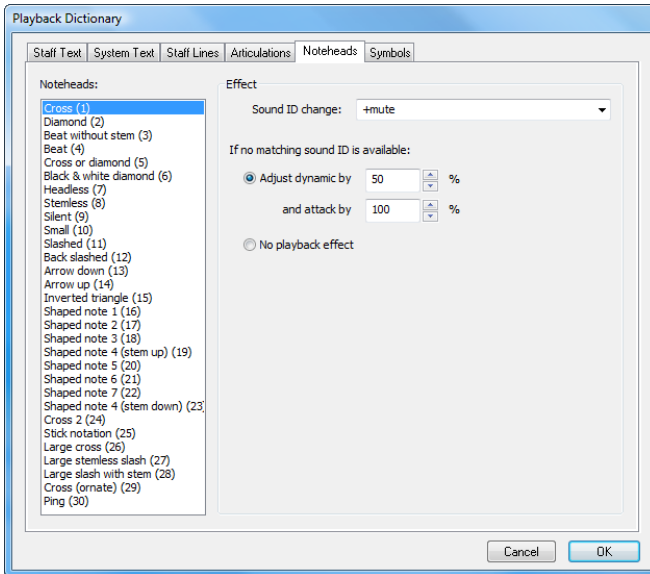 Playback Dictionary
Staff Text System Text Staff Lines Articulations Noteheads Symbols
Noteheads:
Cross (1)
Diamond (2)
Beat without stem (3)
Beat (4)
Cross or diamond (5)
Black & white diamond (6)
Headless (7)
Stemless (8)
Silent (9)
Small (10)
Slashed (11)
Back slashed (12)
Arrow down (13)
Arrow up (14)
Inverted triangle (15)
Shaped note 1 (16)
Shaped note 2 (17)
Shaped note 3 (18)
Shaped note 4 (stem up) (19)
Shaped note 5 (20)
Shaped note 6 (21)
Shaped note 7 (22)
Shaped note 4 (stem down) (23)
Cross 2 (24)
Stick notation (25)
Large cross (26)
Large stemless slash (27)
Large slash with stem (28)
Cross (ornate) (29)
Ping (30)
Effect
Sound ID change: +mute
If no matching sound ID is available:
Adjust dynamic by 50 %
and attack by 100 %
No playback effect
Cancel OK